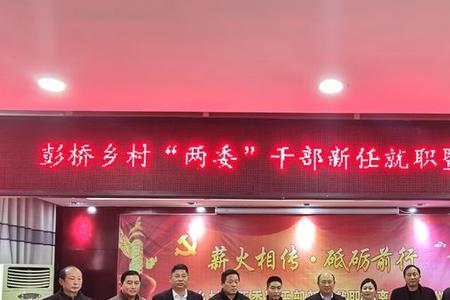 彭桥乡村“两委”干部新任就职暨
薪火相传·砥砺前行